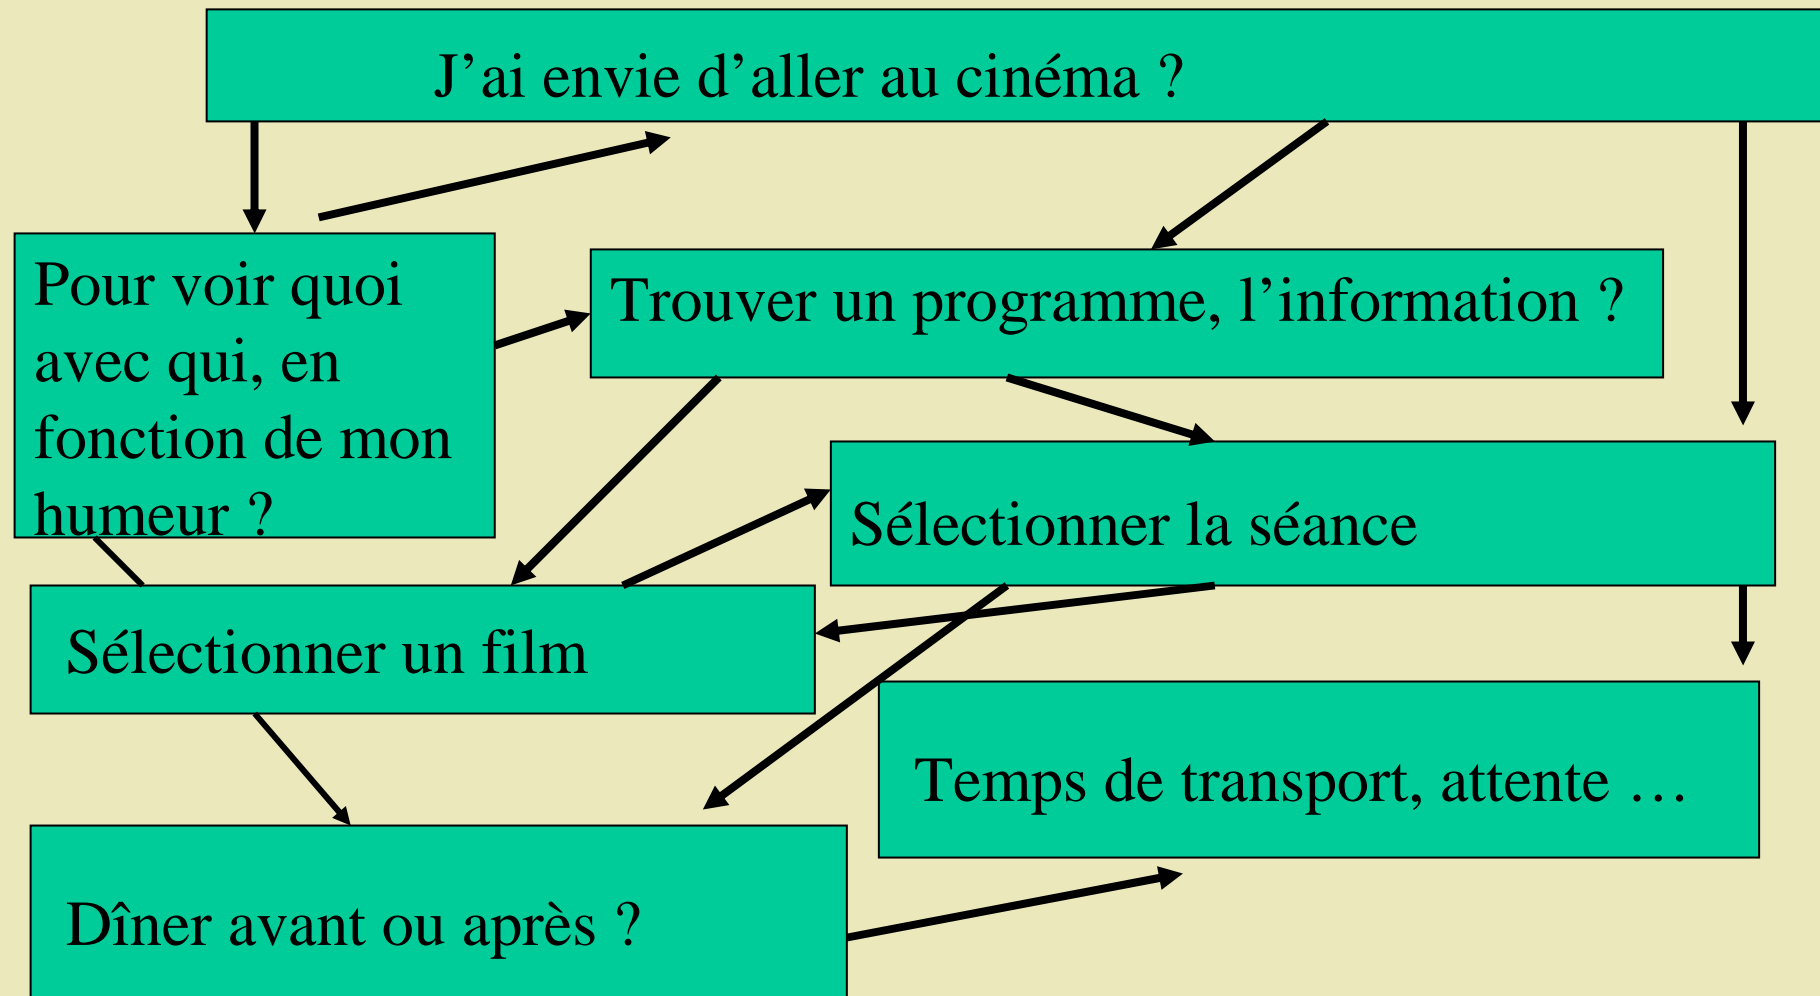 J’ai envie d’aller au cinéma ?
Pour voir quoi
avec qui, en
fonction de mon
humeur ?
Trouver un programme, l’information ?
Sélectionner la séance
Sélectionner un film
Temps de transport, attente …
Dîner avant ou après ?